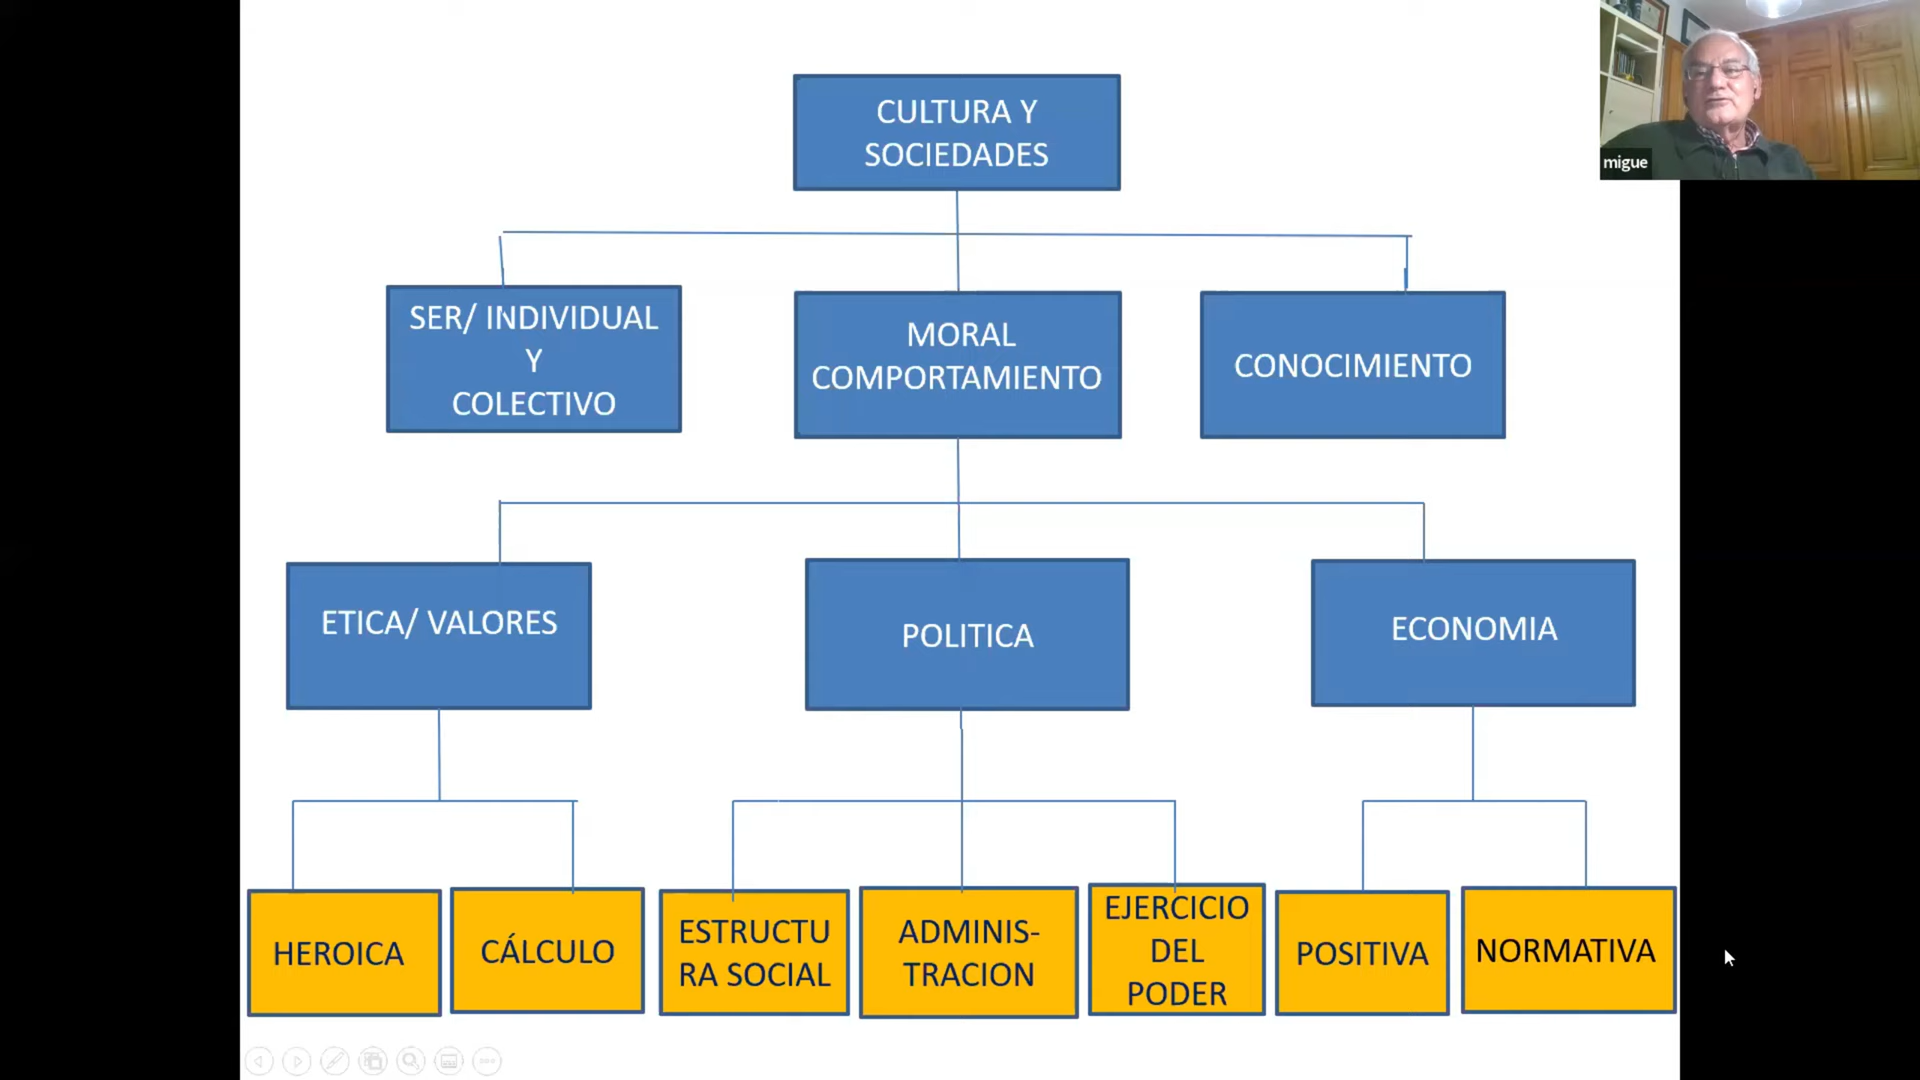 CULTURA Y
SOCIEDADES
migue
SER/ INDIVIDUAL
Y
COLECTIVO
MORAL
COMPORTAMIENTO
CONOCIMIENTO
ETICA/ VALORES
POLITICA
ECONOMIA
HEROICA
CÁLCULO
ESTRUCTU
RA SOCIAL
ADMINIS-
TRACION
EJERCICIO
DEL
PODER
POSITIVA
NORMATIVA